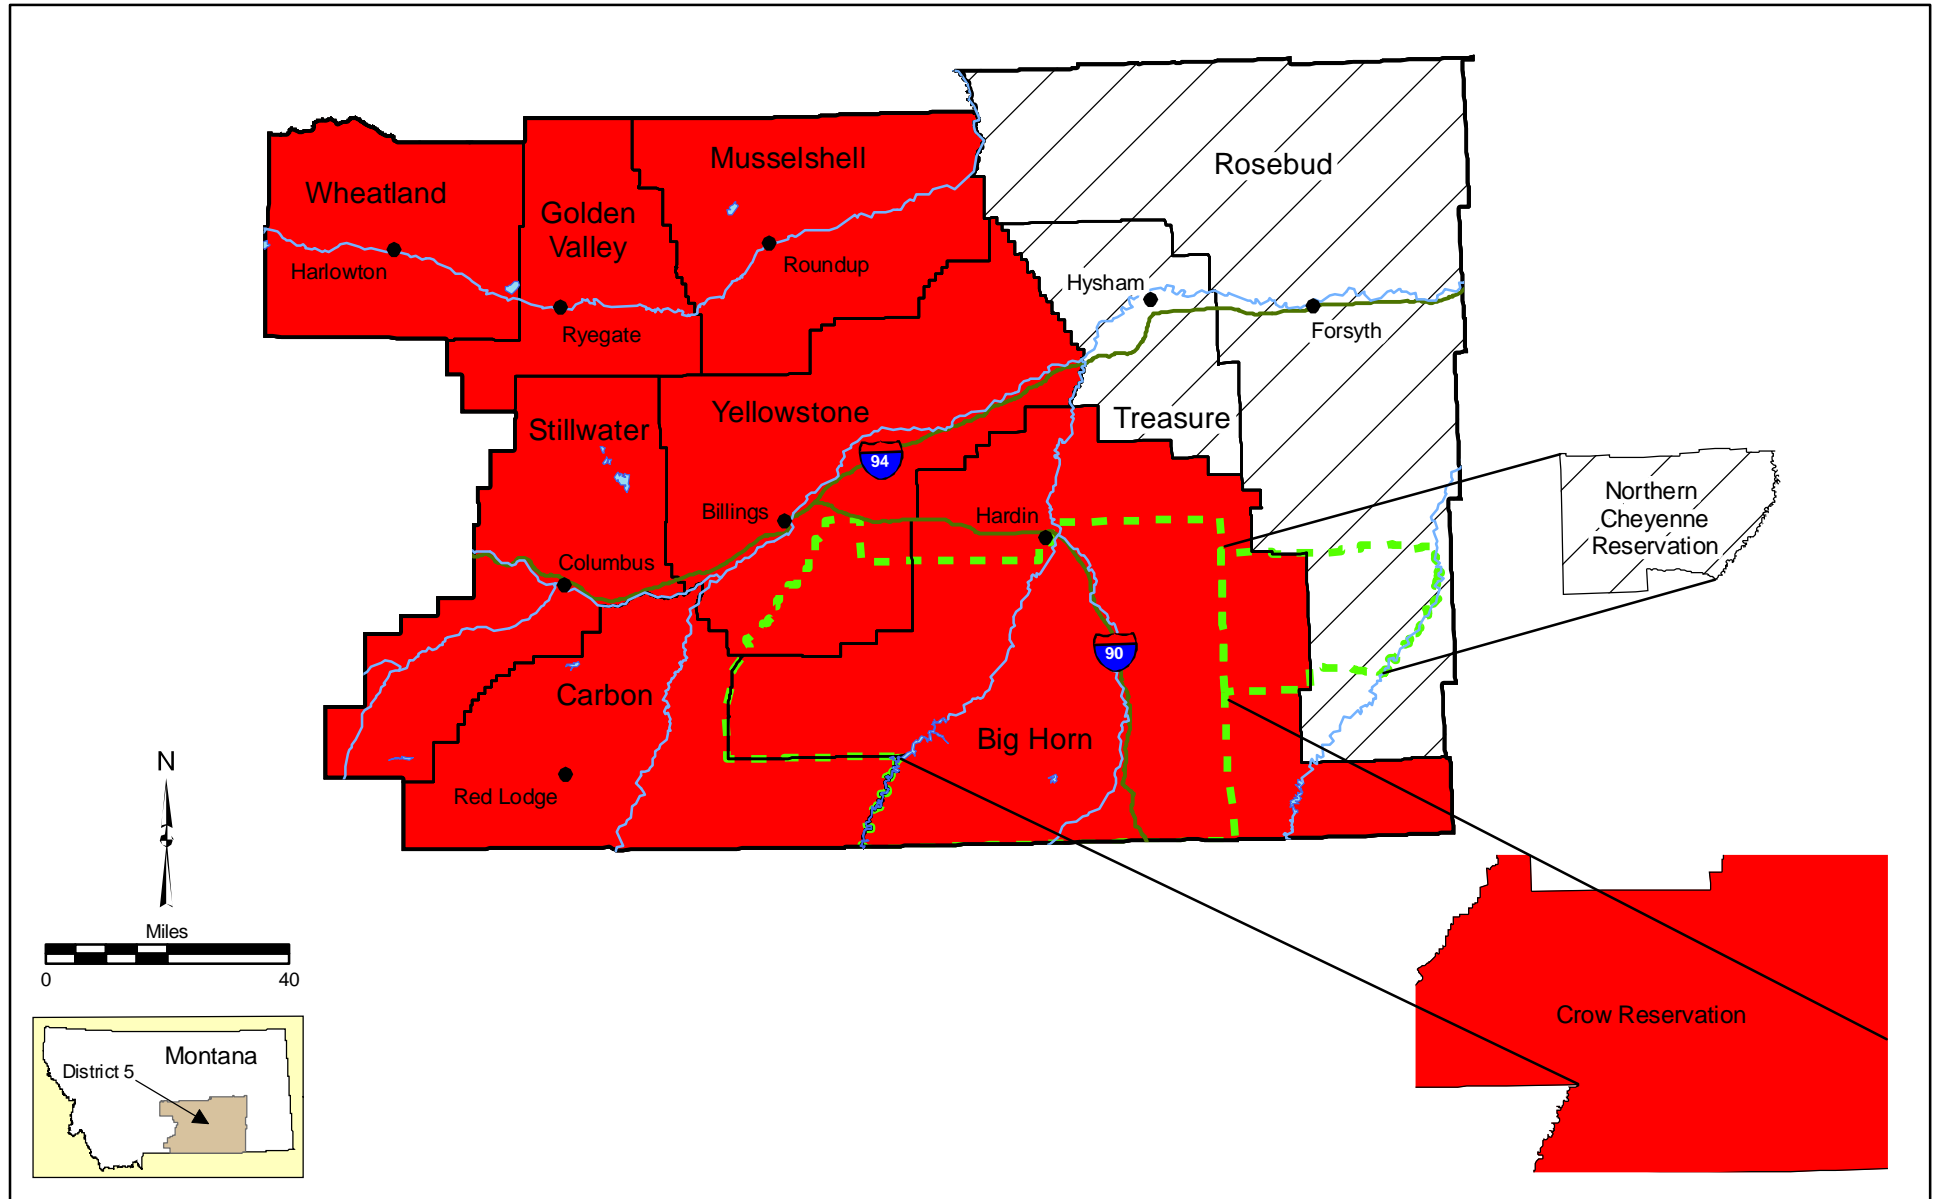 Musselshell
Rosebud
Wheatland
Golden
Valley
Harlowton
Roundup
Hysham
Ryegate
Forsyth
Yellowstone
Treasure
Stillwater
94
Billings
Hardin
Northern
Cheyenne
Reservation
Columbus
90
Carbon
Big Horn
Red Lodge
N
Miles
0
40
Crow Reservation
Montana
District 5